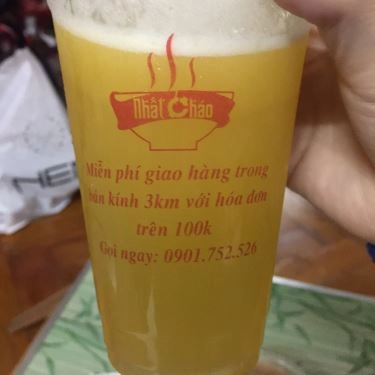 Nhất Cháo
Miễn phí giao hàng trong
bán kính 3km với hóa đơn
trên 100k
Gọi ngay: 0901.752.526
NE